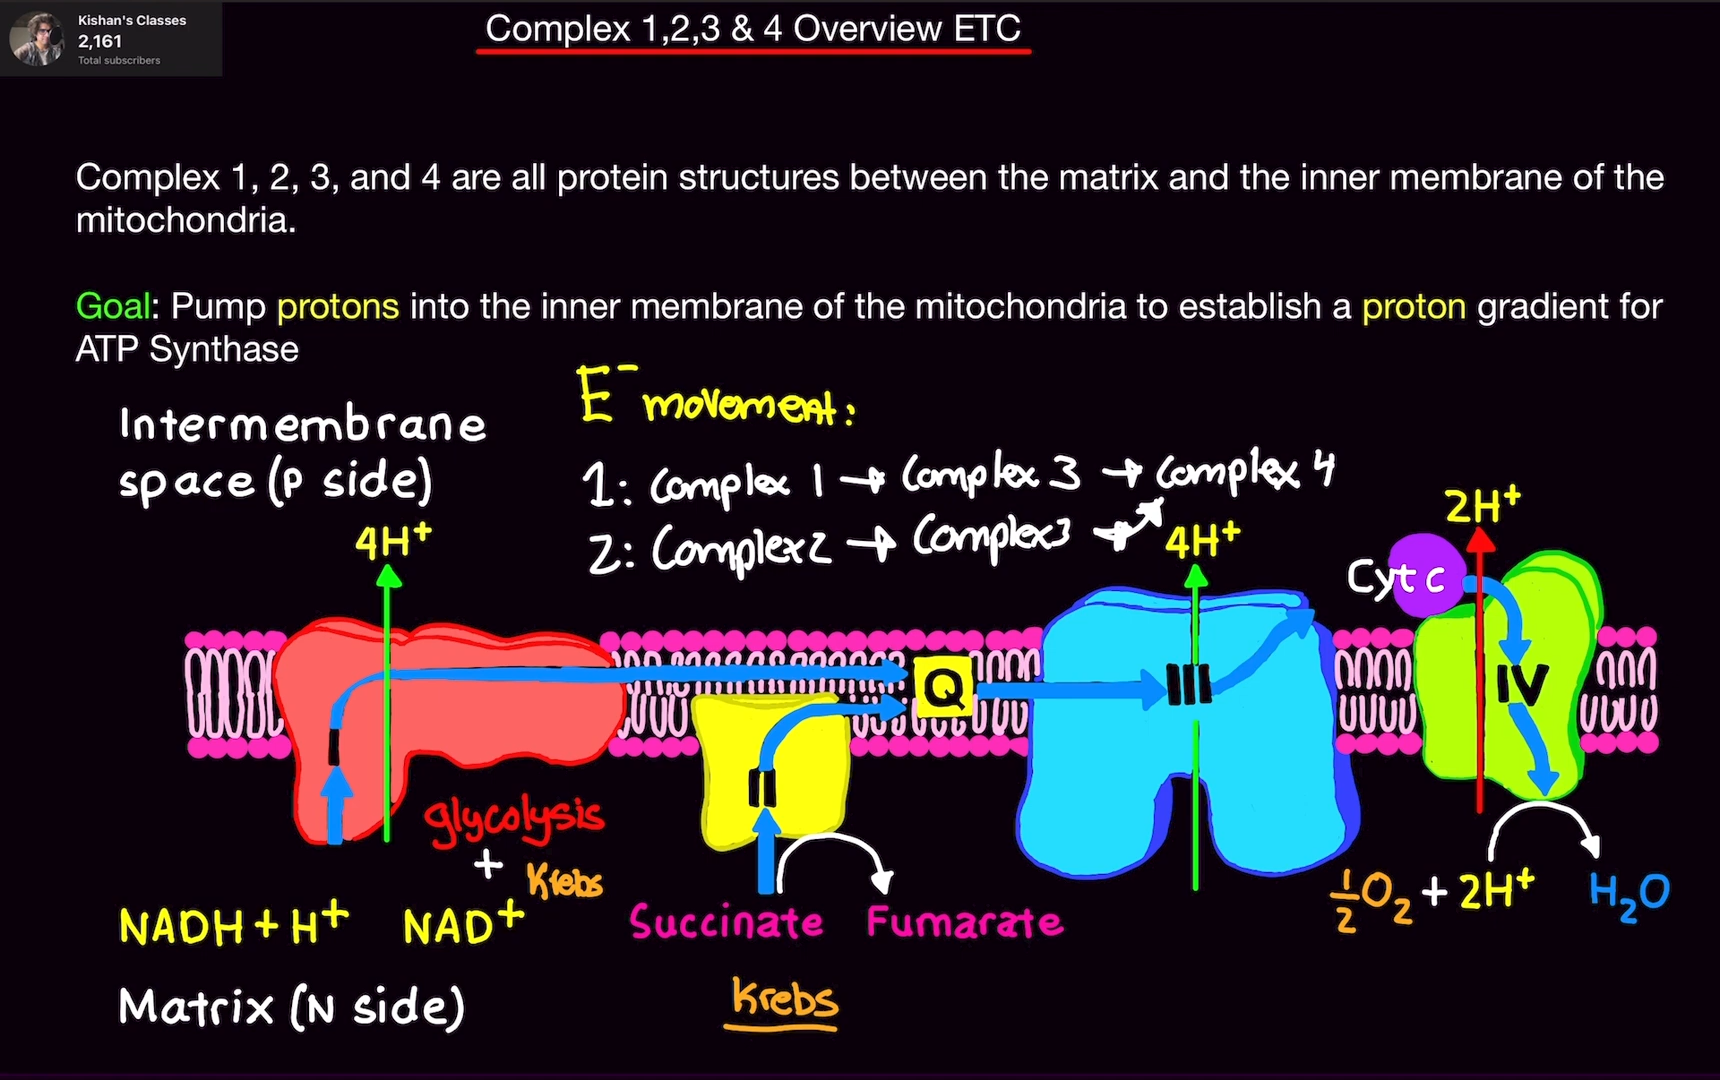 Kishan's Classes
2,161
Total subscribers
Complex 1,2,3 & 4 Overview ETC
Complex 1, 2, 3, and 4 are all protein structures between the matrix and the inner membrane of the
mitochondria.
Goal: Pump protons into the inner membrane of the mitochondria to establish a proton gradient for
ATP Synthase
E⁻ movement:
Intermembrane
space (P side)
1: Complex 1 → Complex 3 → Complex 4
2: Complex 2 → Complex 3 →
4H⁺
4H⁺
2H⁺
Cyt c
Q
I
II
III
IV
glycolysis
+
Krebs
NADH + H⁺
NAD⁺
Succinate
Fumarate
½O₂ + 2H⁺
H₂O
Matrix (N side)
Krebs